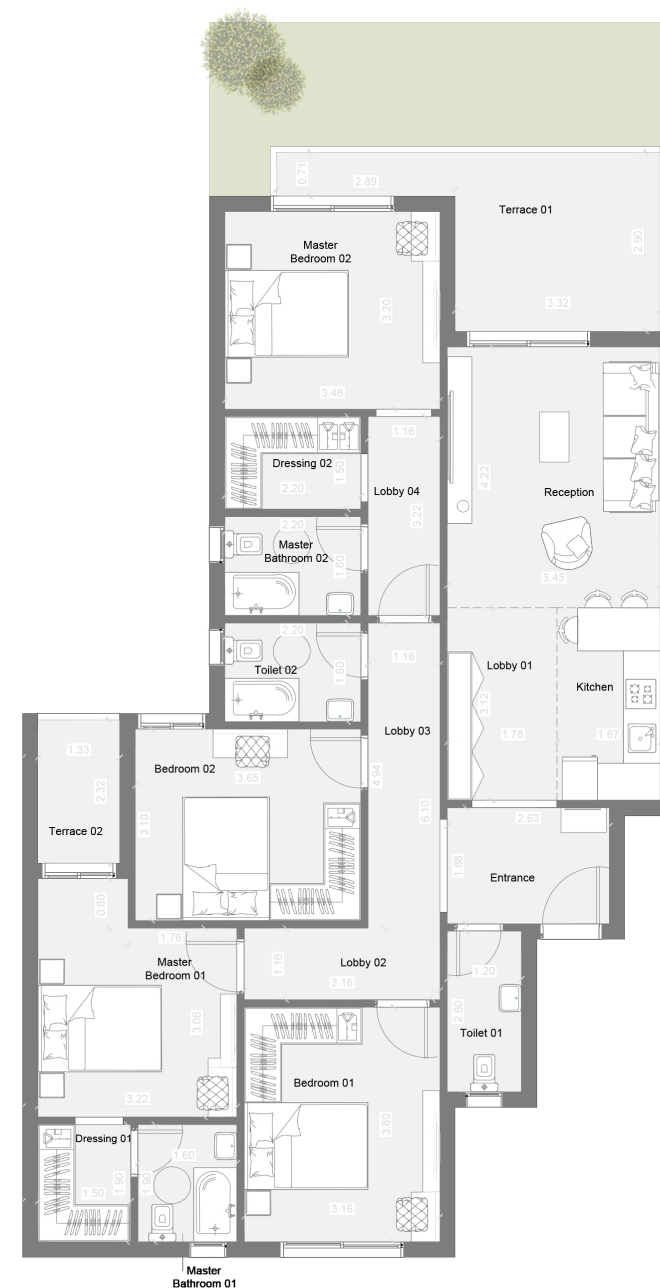 0.71
2.89
Terrace 01
2.90
3.32
Master
Bedroom 02
3.20
3.48
1.16
Dressing 02
1.50
2.20
Lobby 04
3.22
4.22
Reception
3.45
2.20
Master
Bathroom 02
1.60
2.20
Toilet 02
1.60
1.16
Lobby 01
3.12
1.78
Kitchen
1.67
Lobby 03
4.94
6.10
1.33
2.32
Terrace 02
Bedroom 02
3.65
3.10
2.63
1.88
Entrance
0.80
1.76
Master
Bedroom 01
3.06
3.22
1.16
Lobby 02
3.16
1.20
2.60
Toilet 01
Bedroom 01
3.80
3.16
Dressing 01
1.50
1.90
1.90
1.60
Master
Bathroom 01